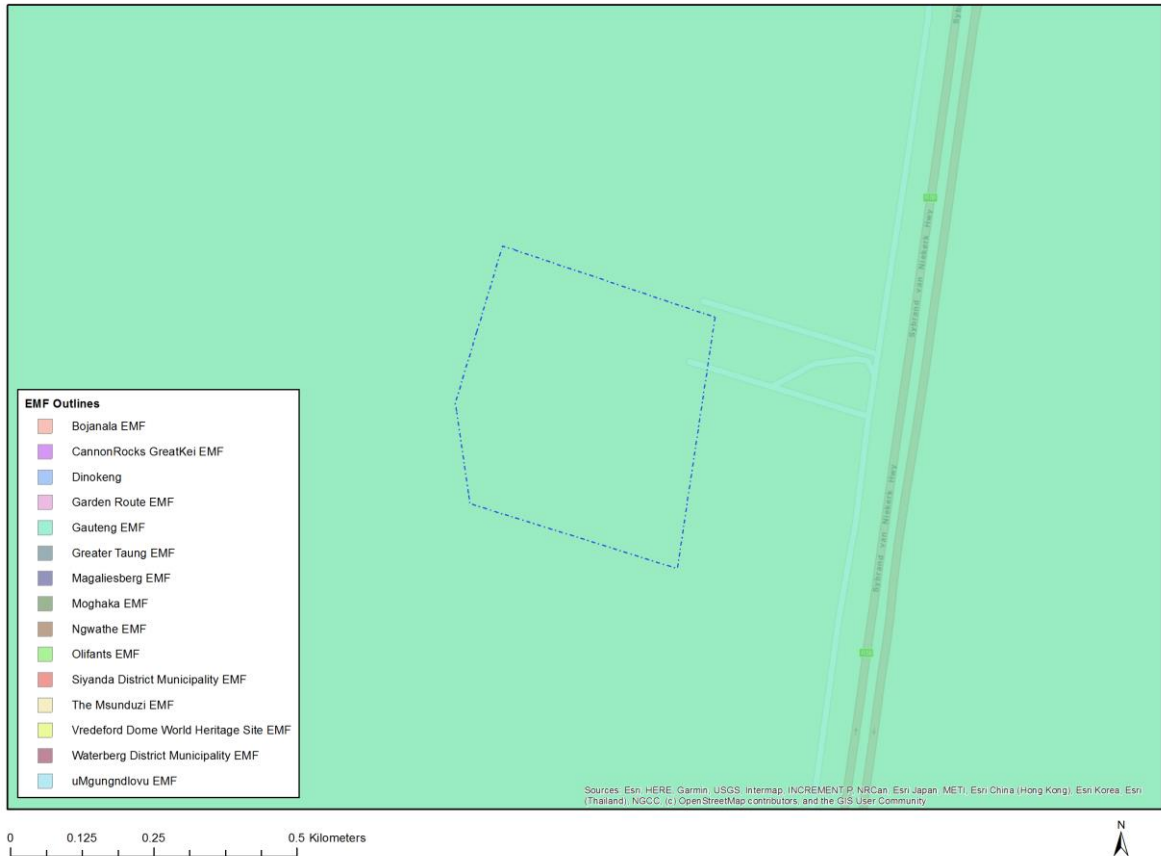 Sybrand van Niekerk Hwy
Sybrand van Niekerk Hwy
EMF Outlines
Bojanala EMF
CannonRocks GreatKei EMF
Dinokeng
Garden Route EMF
Gauteng EMF
Greater Taung EMF
Magaliesberg EMF
Moghaka EMF
Ngwathe EMF
Olifants EMF
Siyanda District Municipality EMF
The Msunduzi EMF
Vredeford Dome World Heritage Site EMF
Waterberg District Municipality EMF
uMgungndlovu EMF
Sources: Esri, HERE, Garmin, USGS, Intermap, INCREMENT P, NRCan, Esri Japan, METI, Esri China (Hong Kong), Esri Korea, Esri
(Thailand), NGCC, (c) OpenStreetMap contributors, and the GIS User Community
0 0.125 0.25 0.5 Kilometers
N